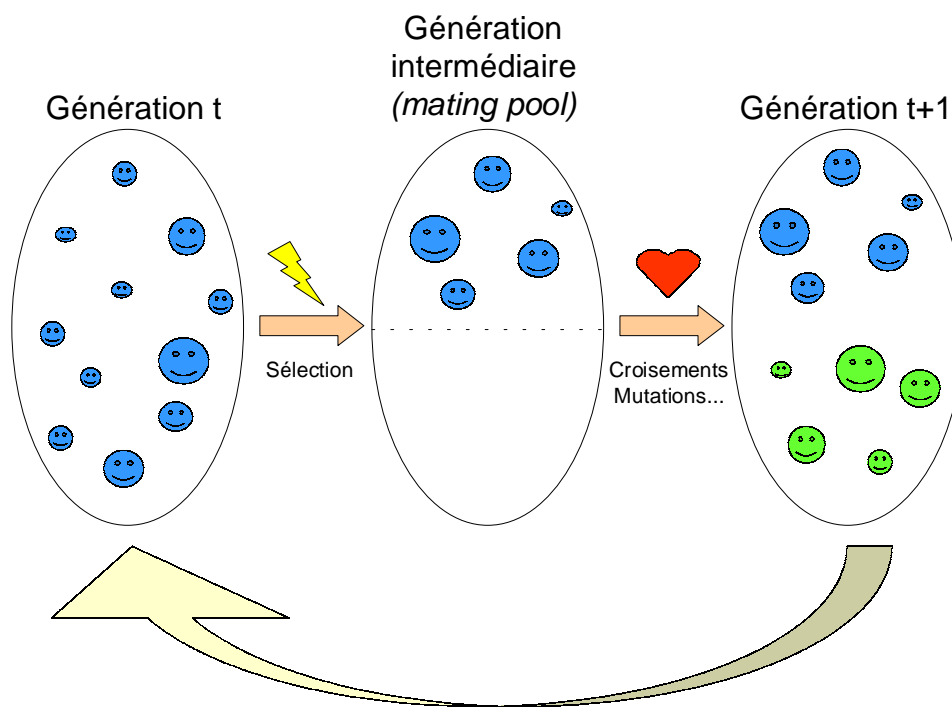 Génération t
Génération
intermédiaire
(mating pool)
Génération t+1
Sélection
Croisements
Mutations...